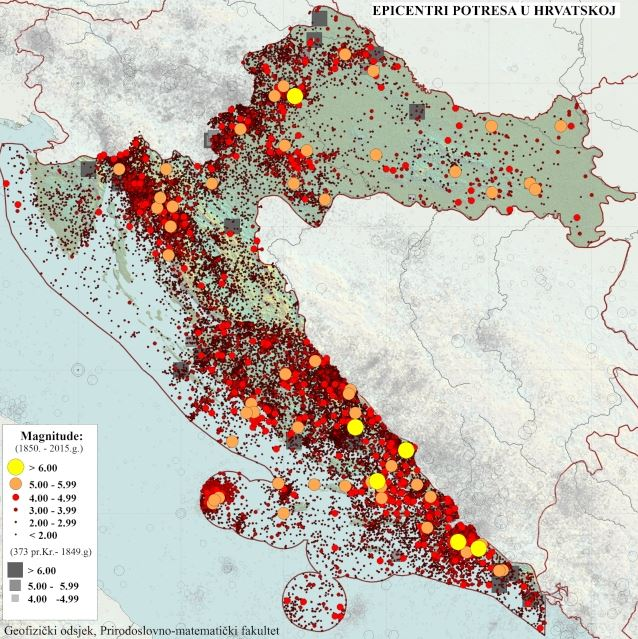 EPICENTRI POTRESA U HRVATSKOJ
Magnitude:
(1850. - 2015.g.)
> 6.00
5.00 - 5.99
4.00 - 4.99
3.00 - 3.99
2.00 - 2.99
< 2.00
(373 pr.Kr.- 1849.g)
> 6.00
5.00 - 5.99
4.00 -4.99
Geofizički odsjek, Prirodoslovno-matematički fakultet